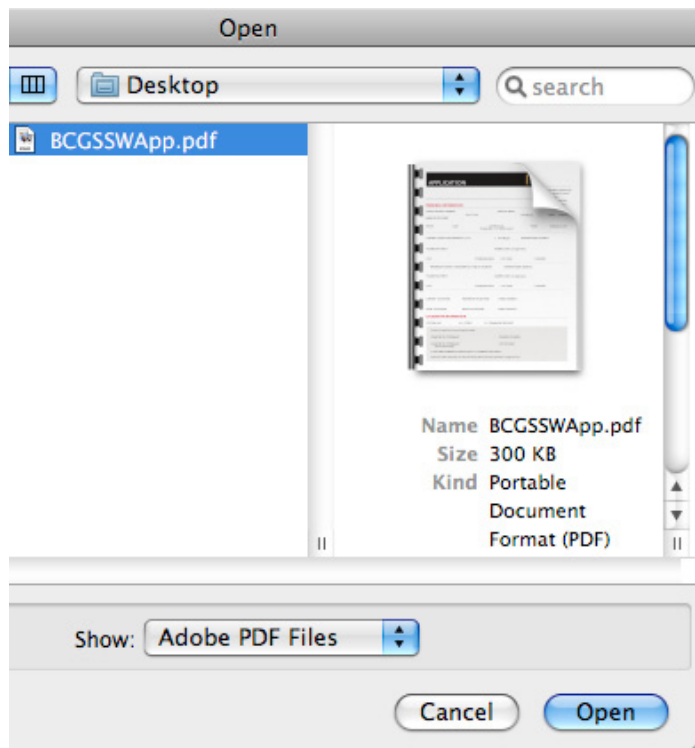 Open
Desktop
search
BCGSSWApp.pdf
APPLICATION
Name BCGSSWApp.pdf
Size 300 KB
Kind Portable
Document
Format (PDF)
Show: Adobe PDF Files
Cancel
Open